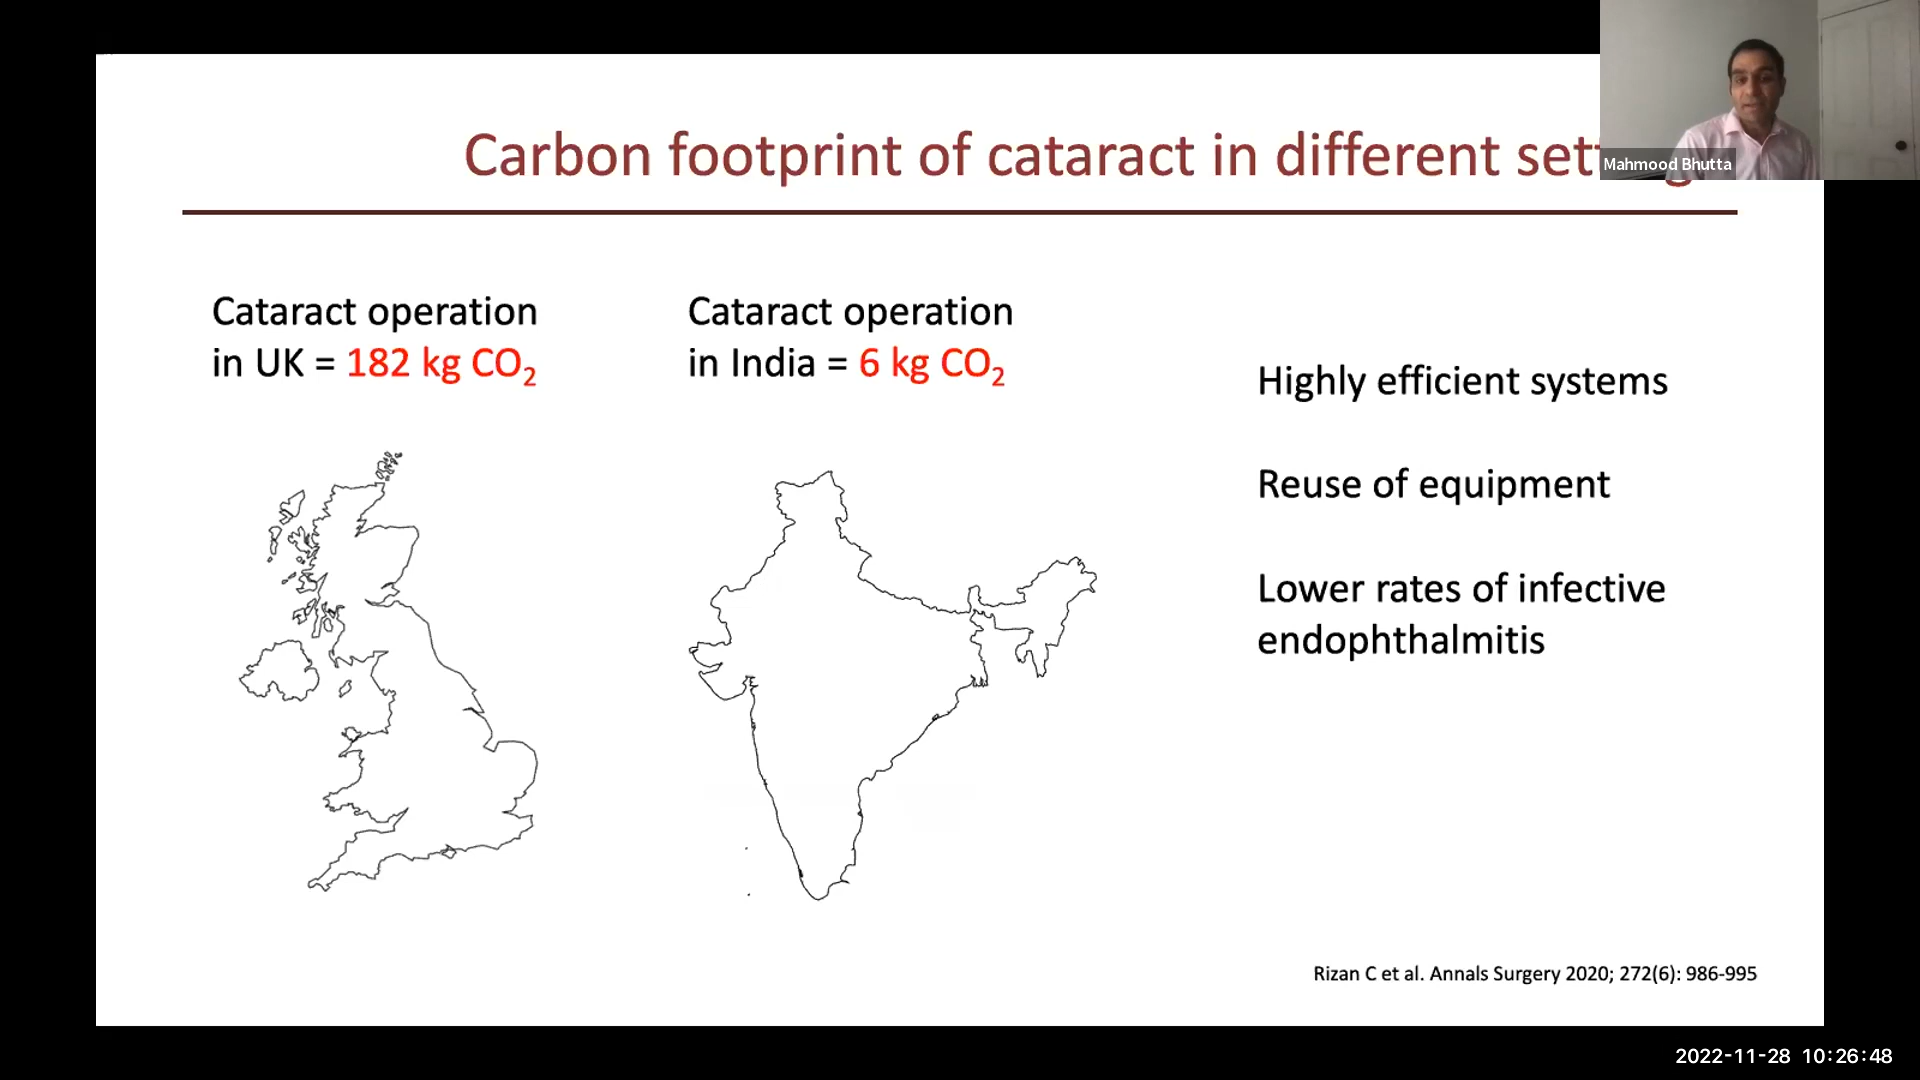 Carbon footprint of cataract in different
Mahmood Bhutta
Cataract operation
in UK = 182 kg CO2
Cataract operation
in India = 6 kg CO2
Highly efficient systems
Reuse of equipment
Lower rates of infective
endophthalmitis
Rizan C et al. Annals Surgery 2020; 272(6): 986-995
2022-11-28 10:26:48